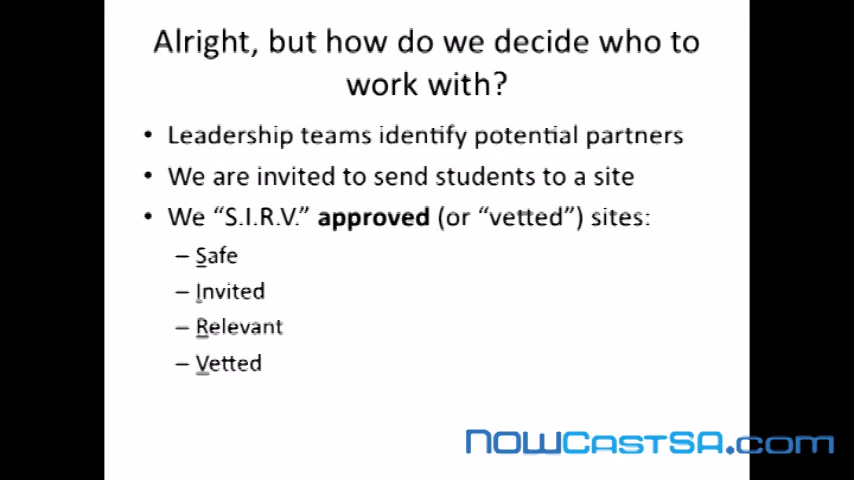 Alright, but how do we decide who to
work with?
• Leadership teams identify potential partners
• We are invited to send students to a site
• We “S.I.R.V.” approved (or “vetted”) sites:
– Safe
– Invited
– Relevant
– Vetted
NOWCASTSA.COM